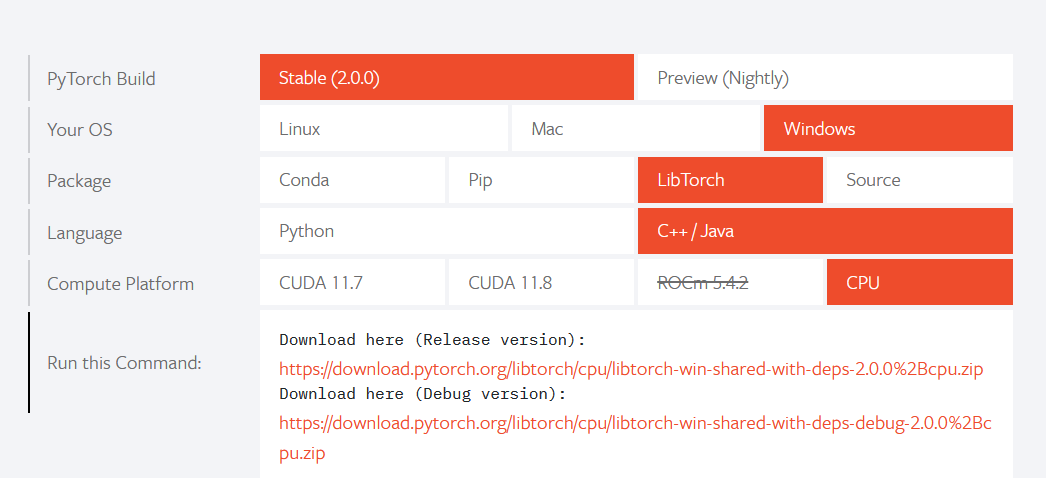 PyTorch Build
Stable (2.0.0)
Preview (Nightly)
Your OS
Linux
Mac
Windows
Package
Conda
Pip
LibTorch
Source
Language
Python
C++ / Java
Compute Platform
CUDA 11.7
CUDA 11.8
ROCm 5.4.2
CPU
Run this Command:
Download here (Release version):
https://download.pytorch.org/libtorch/cpu/libtorch-win-shared-with-deps-2.0.0%2Bcpu.zip
Download here (Debug version):
https://download.pytorch.org/libtorch/cpu/libtorch-win-shared-with-deps-debug-2.0.0%2Bc
pu.zip